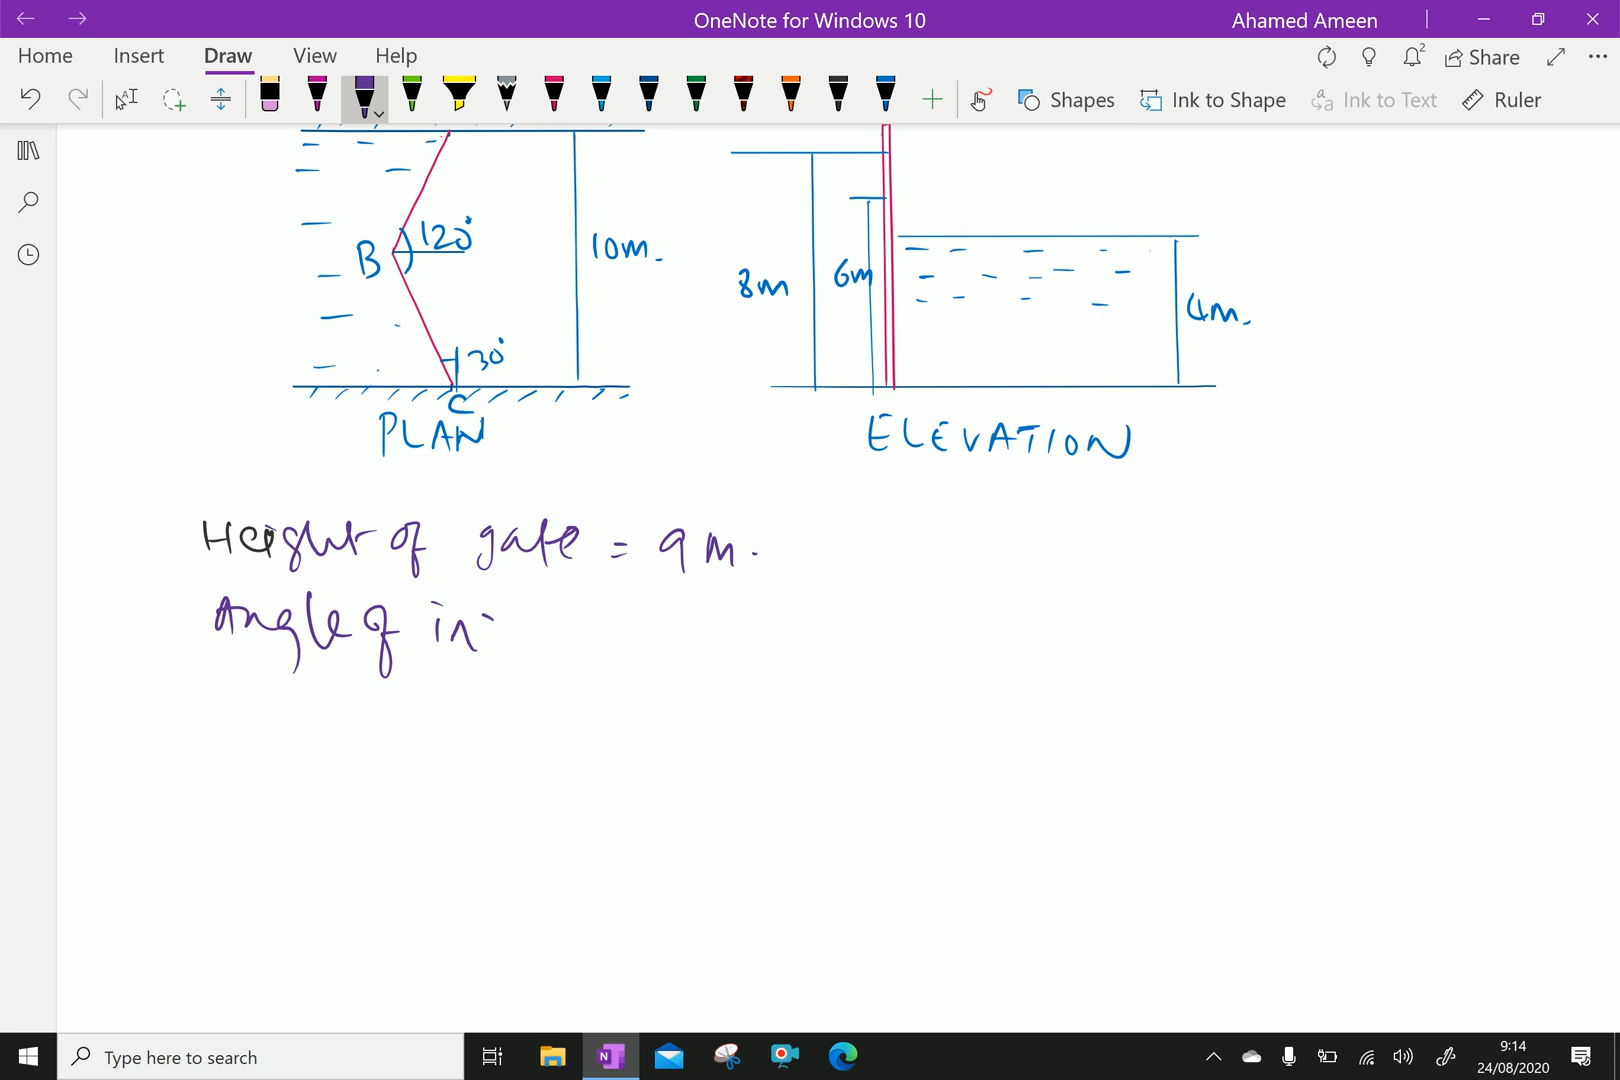 OneNote for Windows 10
Ahamed Ameen
Home Insert Draw View Help
2
Share
Shapes
Ink to Shape
Ink to Text
Ruler
B
120°
10m.
30°
C
PLAN
8m
6m
4m.
ELEVATION
Height of gate = 9m.
Angle of in
Type here to search
9:14
24/08/2020